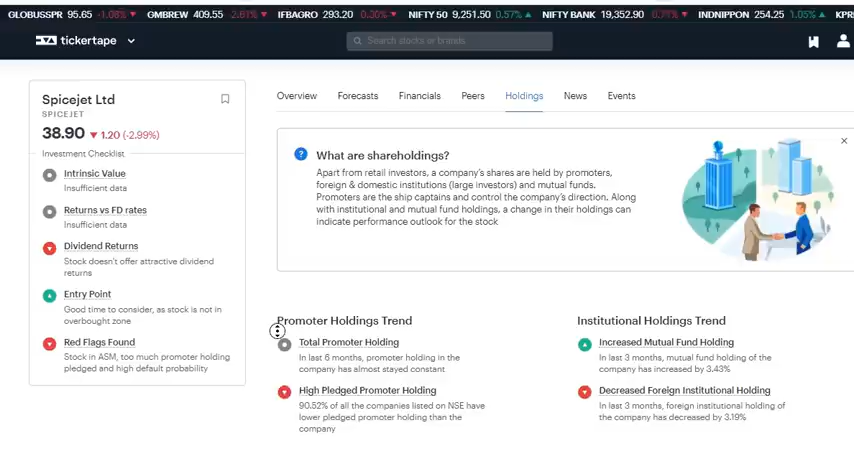 GLOBUSSPR 95.65 -1.08% GMBREW 409.55 2.61% IFBAGRO 293.20 0.30% NIFTY 50 9,251.50 0.57% NIFTY BANK 19,352.90 0.77% INDNIPPON 254.25 1.05% KPR
tickertape
Search stocks or brands
Spicejet Ltd
SPICEJET
38.90 1.20 (-2.99%)
Investment Checklist
Intrinsic Value
Insufficient data
Returns vs FD rates
Insufficient data
Dividend Returns
Stock doesn't offer attractive dividend
returns
Entry Point
Good time to consider, as stock is not in
overbought zone
Red Flags Found
Stock in ASM, too much promoter holding
pledged and high default probability
Overview Forecasts Financials Peers Holdings News Events
What are shareholdings?
Apart from retail investors, a company's shares are held by promoters,
foreign & domestic institutions (large investors) and mutual funds.
Promoters are the ship captains and control the company's direction. Along
with institutional and mutual fund holdings, a change in their holdings can
indicate performance outlook for the stock
Promoter Holdings Trend
Total Promoter Holding
In last 6 months, promoter holding in the
company has almost stayed constant
High Pledged Promoter Holding
90.52% of all the companies listed on NSE have
lower pledged promoter holding than the
company
Institutional Holdings Trend
Increased Mutual Fund Holding
In last 3 months, mutual fund holding of the
company has increased by 3.43%
Decreased Foreign Institutional Holding
In last 3 months, foreign institutional holding of
the company has decreased by 3.19%